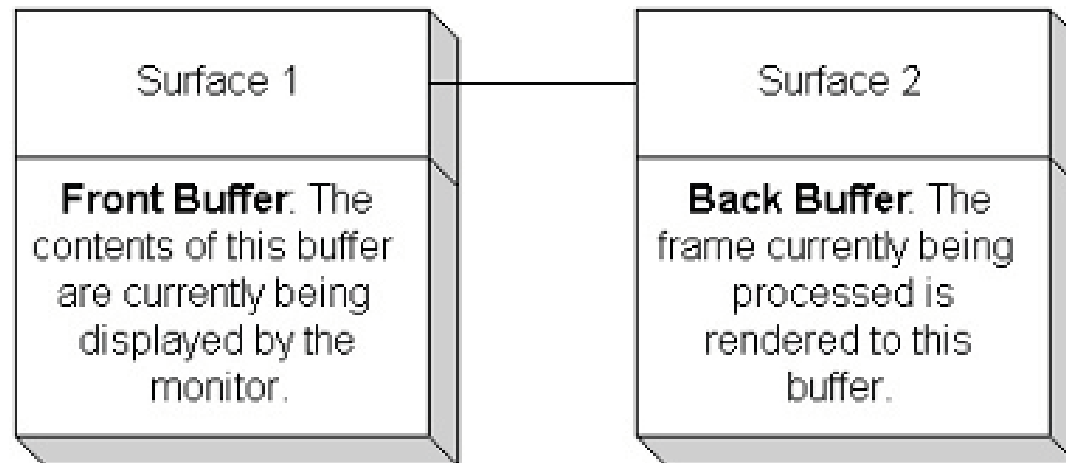 Surface 1
Front Buffer. The
contents of this buffer
are currently being
displayed by the
monitor.
Surface 2
Back Buffer. The
frame currently being
processed is
rendered to this
buffer.